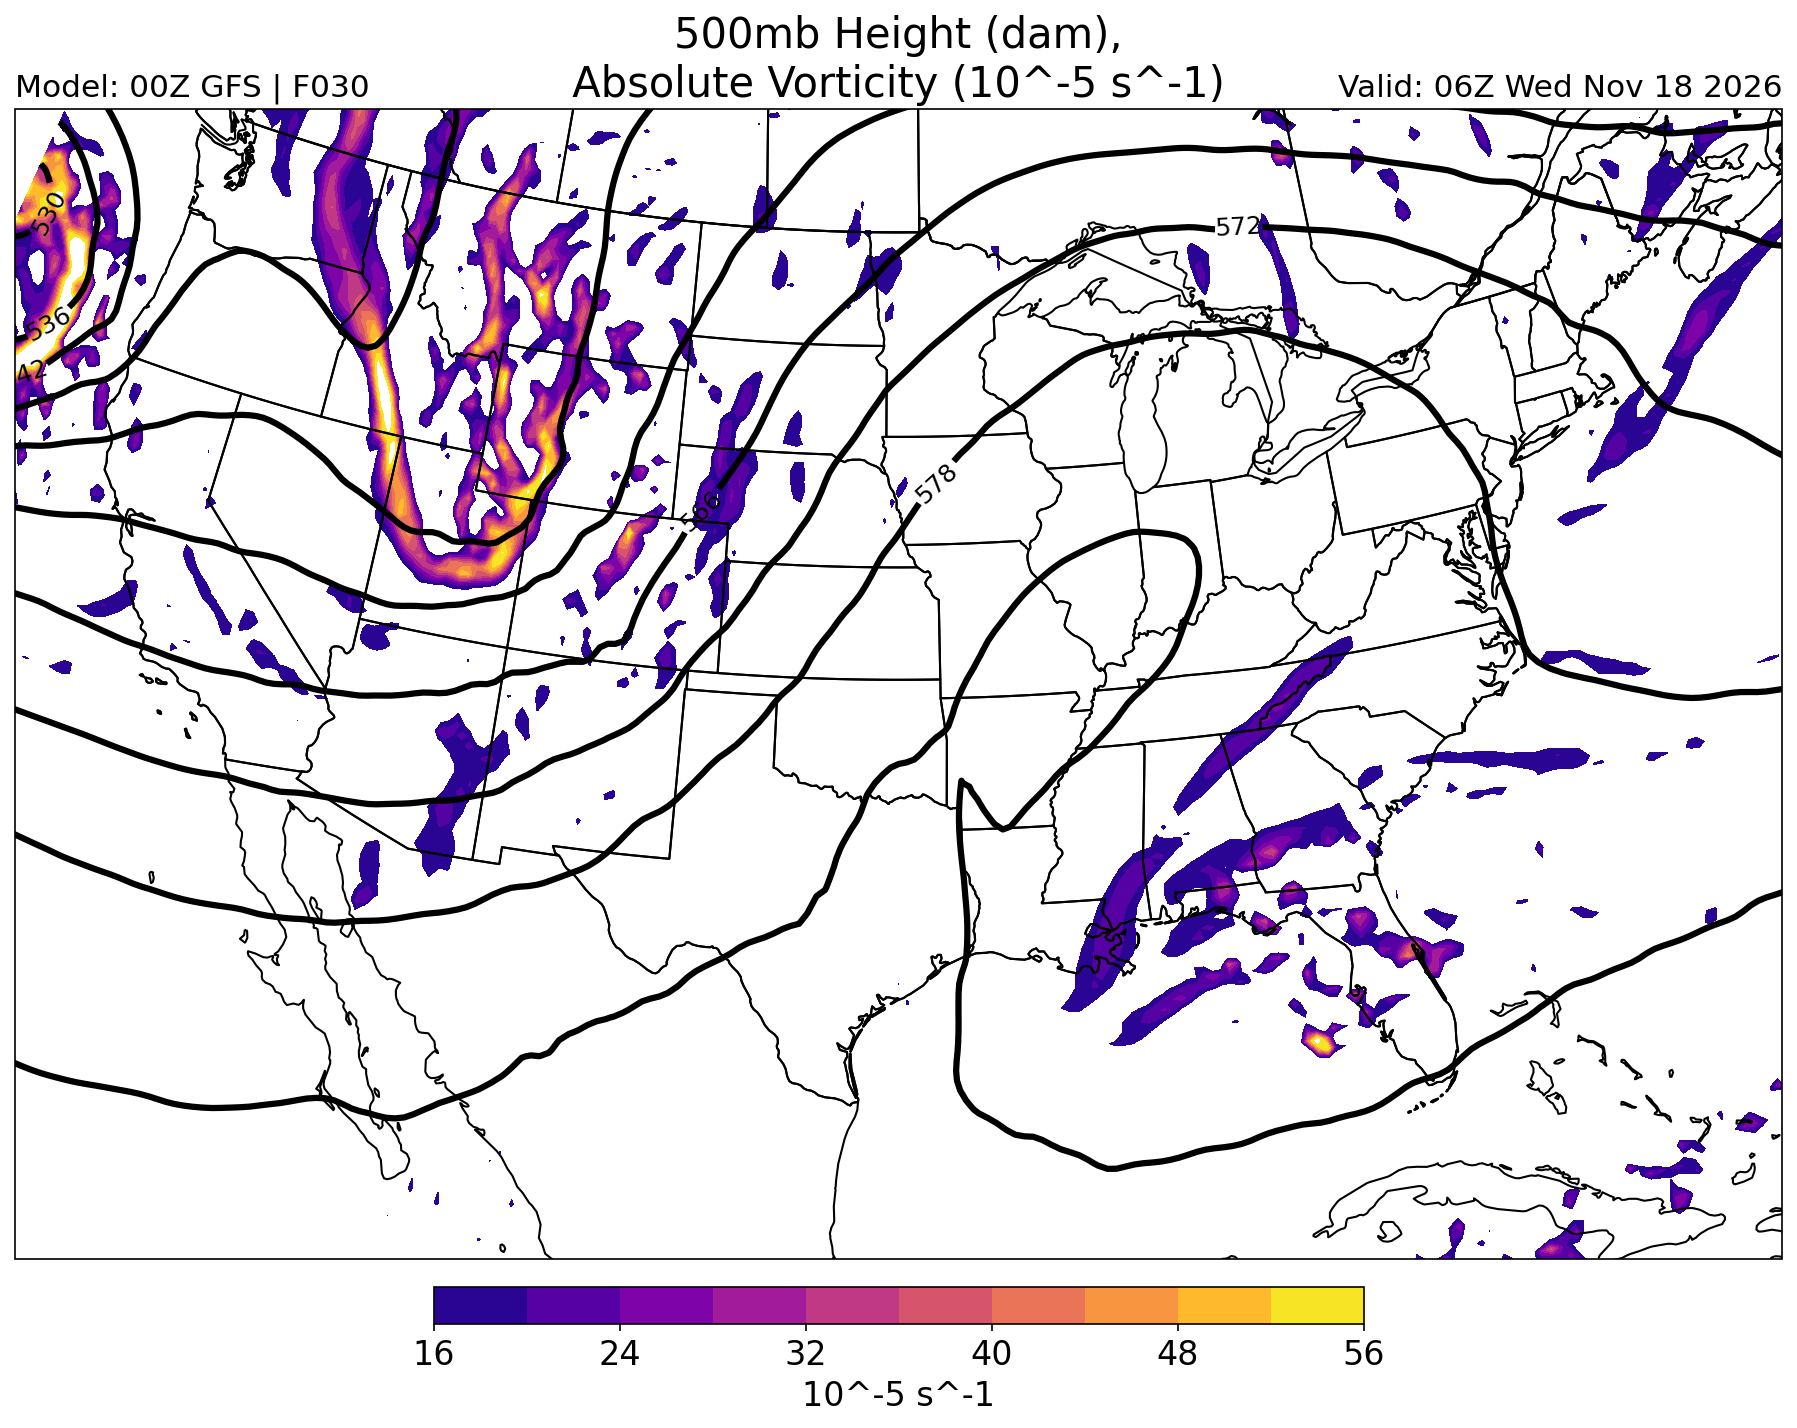 500mb Height (dam),
Model: 00Z GFS | F030
Absolute Vorticity (10^-5 s^-1)
Valid: 06Z Wed Nov 18 2026
530
536
42
572
578
566
16 24 32 40 48 56
10^-5 s^-1